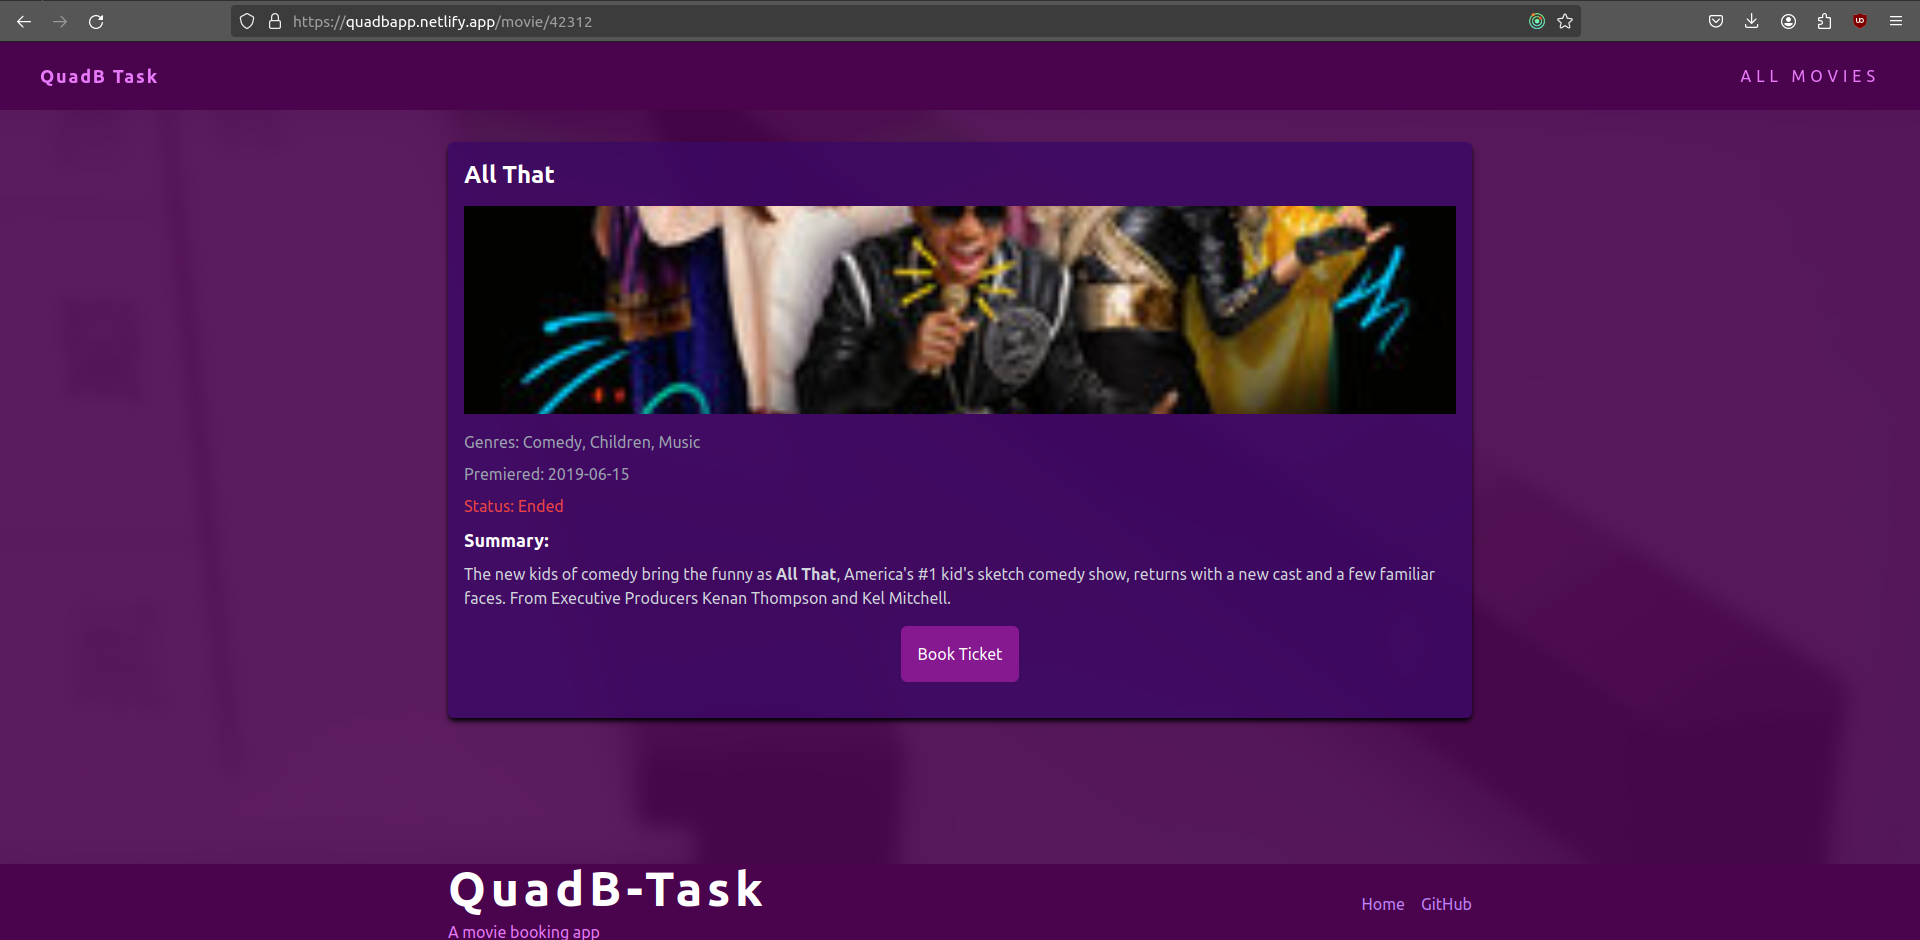 https://quadbapp.netlify.app/movie/42312
QuadB Task
ALL MOVIES
All That
Genres: Comedy, Children, Music
Premiered: 2019-06-15
Status: Ended
Summary:
The new kids of comedy bring the funny as All That, America's #1 kid's sketch comedy show, returns with a new cast and a few familiar
faces. From Executive Producers Kenan Thompson and Kel Mitchell.
Book Ticket
QuadB-Task
A movie booking app
Home GitHub